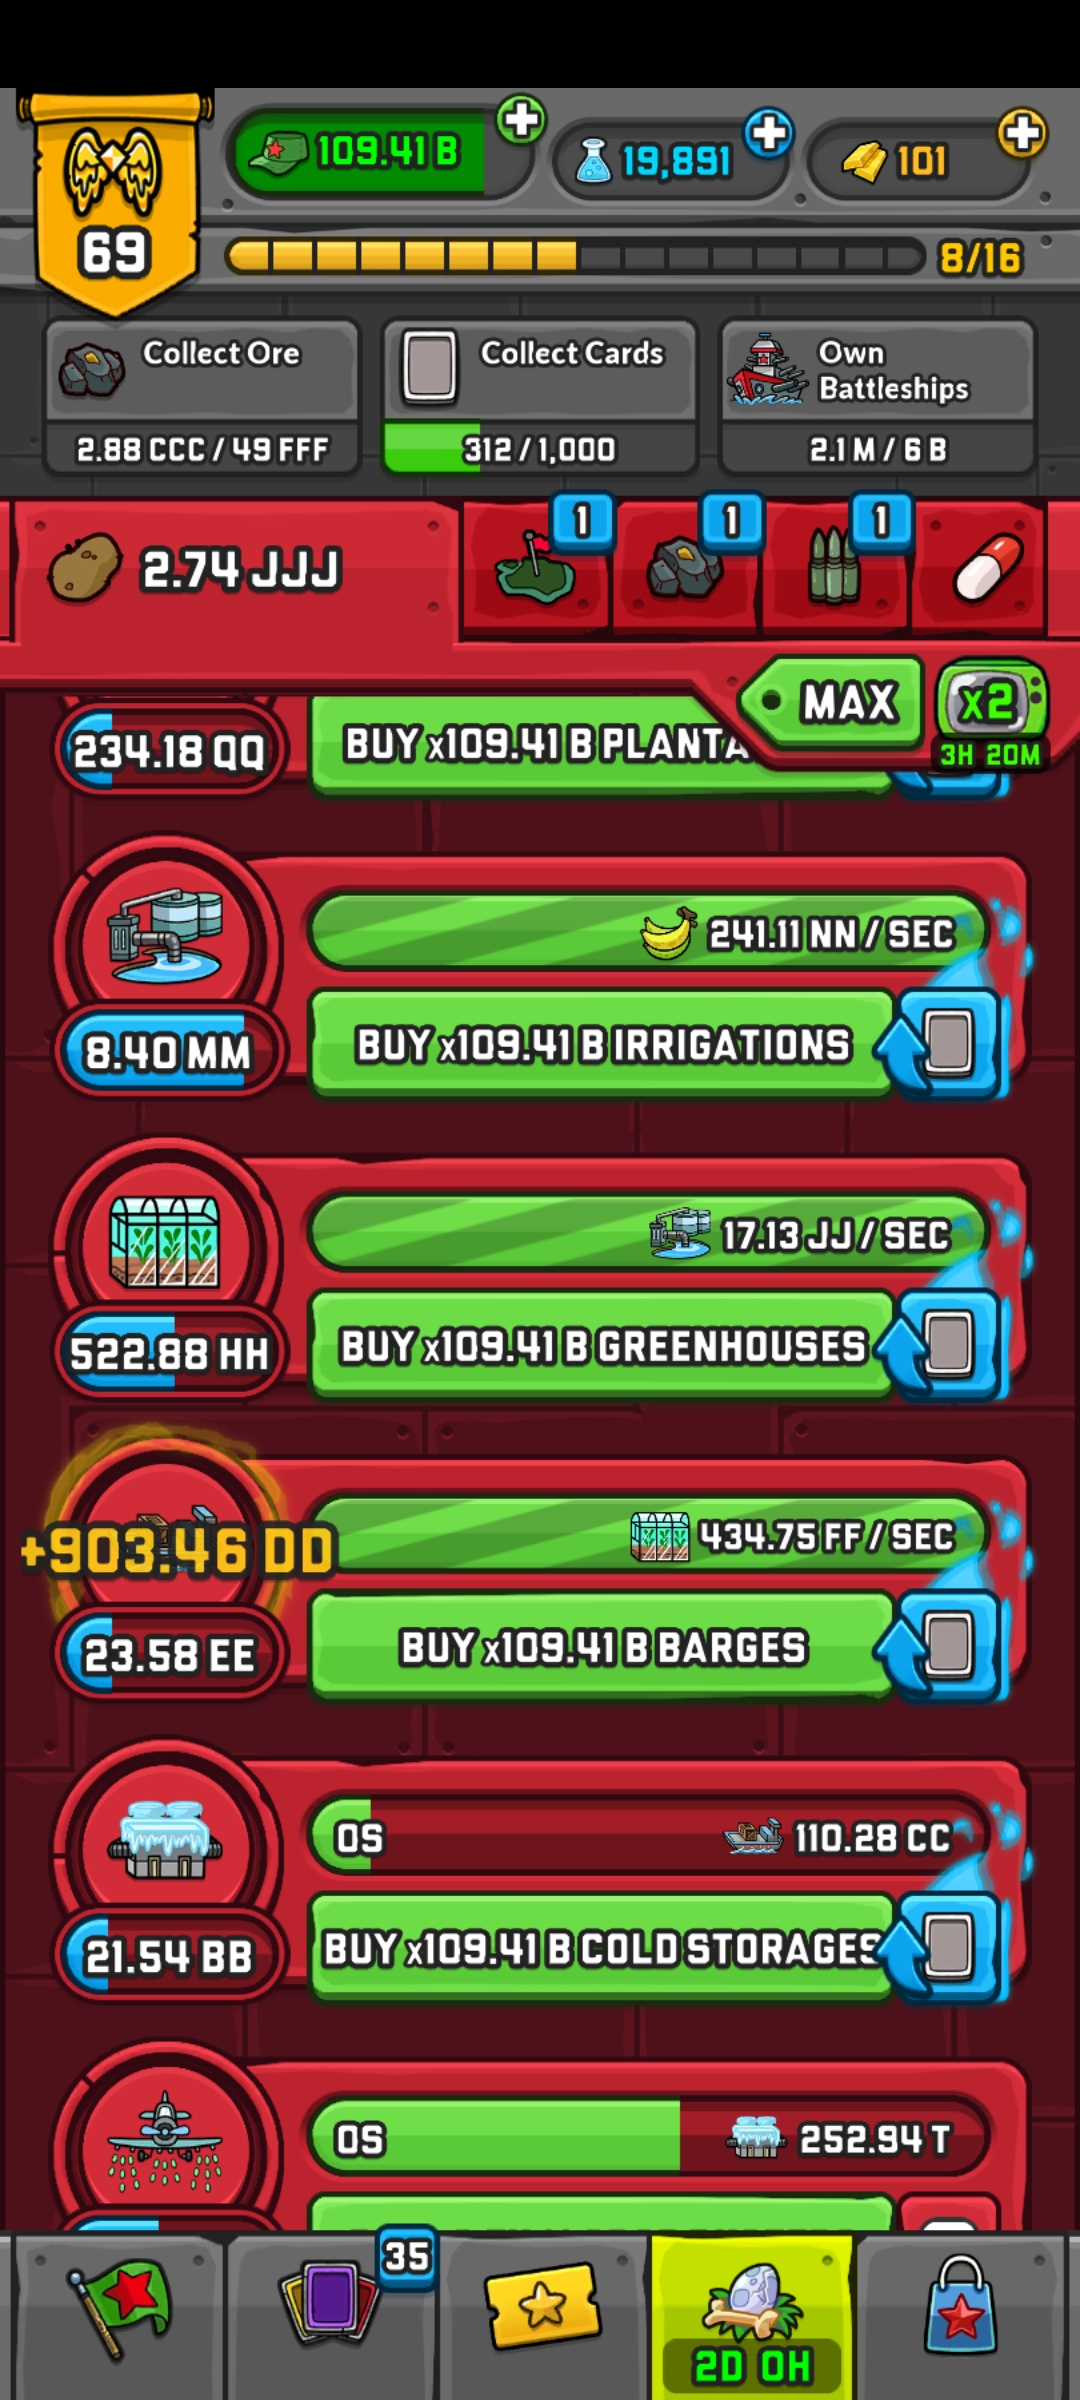 109.41 B
19,891
101
69
8/16
Collect Ore
2.88 CCC / 49 FFF
Collect Cards
312 / 1,000
Own
Battleships
2.1 M / 6 B
2.74 JJJ
1
1
1
MAX
x2
3H 20M
234.18 QQ
BUY x109.41 B PLANTA
241.11 NN / SEC
8.40 MM
BUY x109.41 B IRRIGATIONS
17.13 JJ / SEC
522.88 HH
BUY x109.41 B GREENHOUSES
+903.46 DD
434.75 FF / SEC
23.58 EE
BUY x109.41 B BARGES
0S
110.28 CC
21.54 BB
BUY x109.41 B COLD STORAGES
0S
252.94 T
35
2D 0H